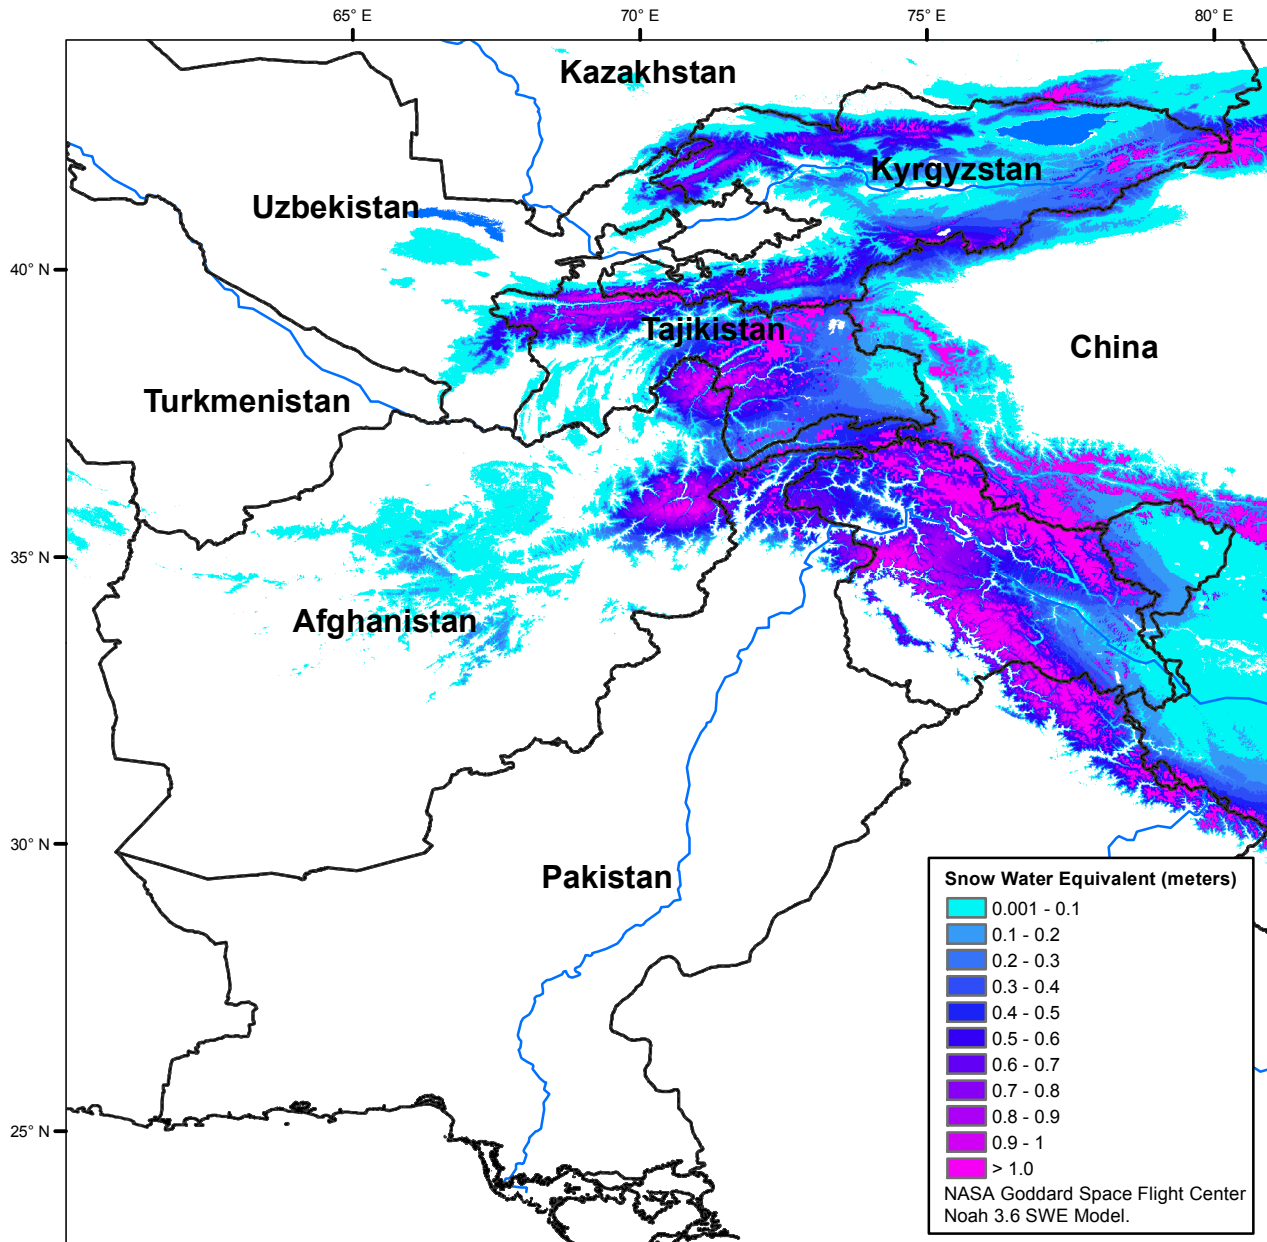 65° E
70° E
75° E
80° E
Kazakhstan
Kyrgyzstan
Uzbekistan
40° N
Tajikistan
China
Turkmenistan
35° N
Afghanistan
30° N
Pakistan
25° N
Snow Water Equivalent (meters)
0.001 - 0.1
0.1 - 0.2
0.2 - 0.3
0.3 - 0.4
0.4 - 0.5
0.5 - 0.6
0.6 - 0.7
0.7 - 0.8
0.8 - 0.9
0.9 - 1
> 1.0
NASA Goddard Space Flight Center
Noah 3.6 SWE Model.